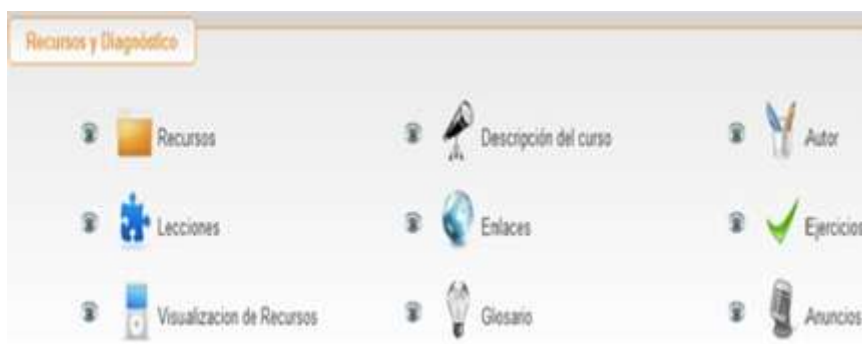 Recursos y Diagnóstico
Recursos
Descripción del curso
Autor
Lecciones
Enlaces
Ejercicios
Visualizacion de Recursos
Glosario
Anuncios